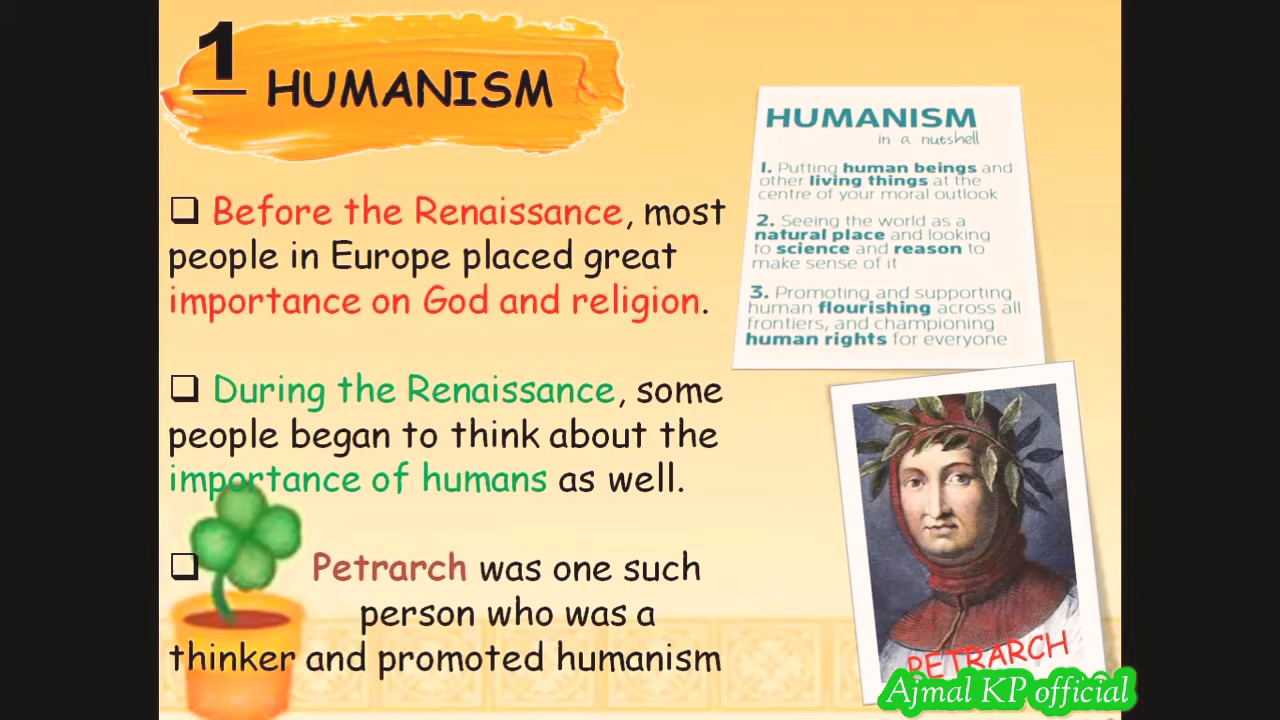 1
HUMANISM
Before the Renaissance, most
people in Europe placed great
importance on God and religion.
During the Renaissance, some
people began to think about the
importance of humans as well.
Petrarch was one such
person who was a
thinker and promoted humanism
HUMANISM
in a nutshell
1. Putting human beings and
other living things at the
centre of your moral outlook
2. Seeing the world as a
natural place and looking
to science and reason to
make sense of it
3. Promoting and supporting
human flourishing across all
frontiers, and championing
human rights for everyone
PETRARCH
Ajmal KP official